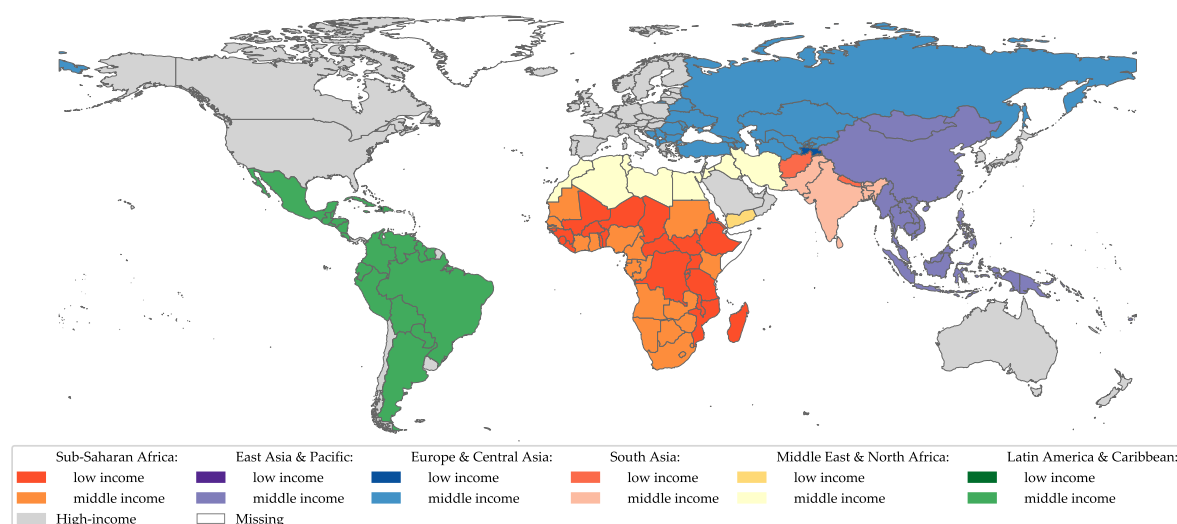 Sub-Saharan Africa: East Asia & Pacific: Europe & Central Asia: South Asia: Middle East & North Africa: Latin America & Caribbean:
low income low income low income low income low income low income
middle income middle income middle income middle income middle income middle income
High-income Missing